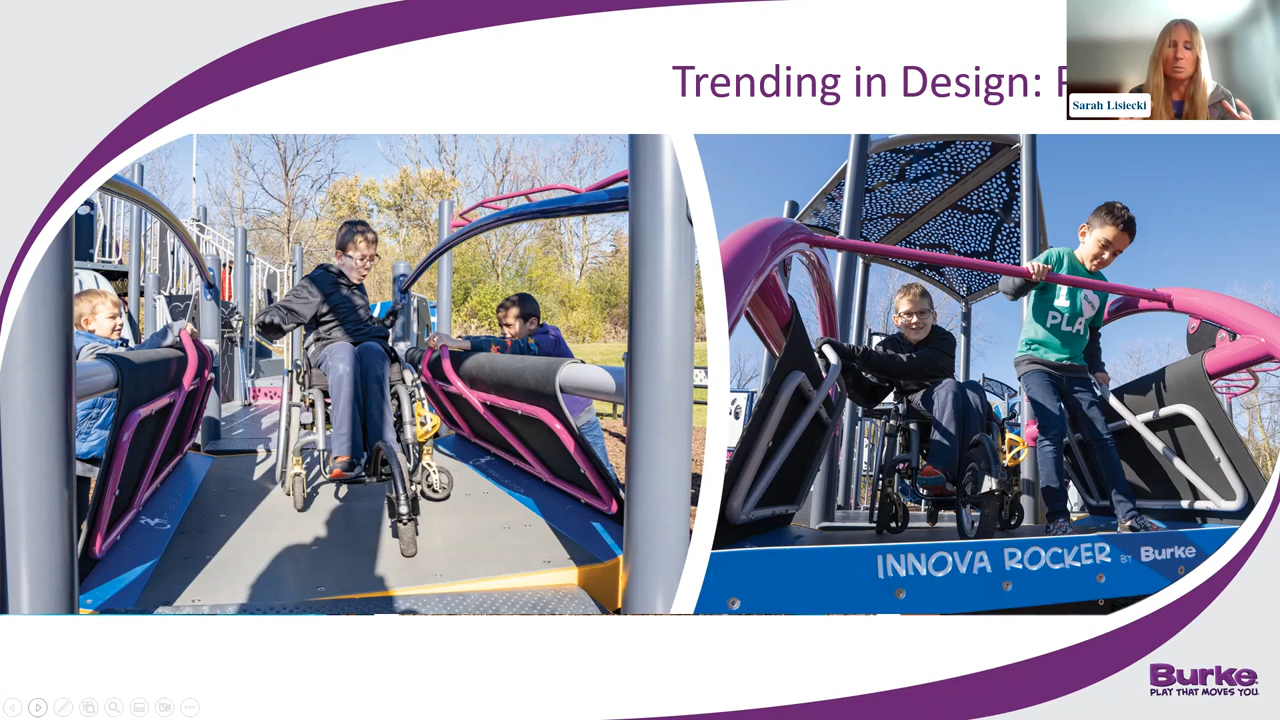 Trending in Design:
Sarah Lisiecki
I
PLA
INNOVA ROCKER BY Burke
Burke
PLAY THAT MOVES YOU.